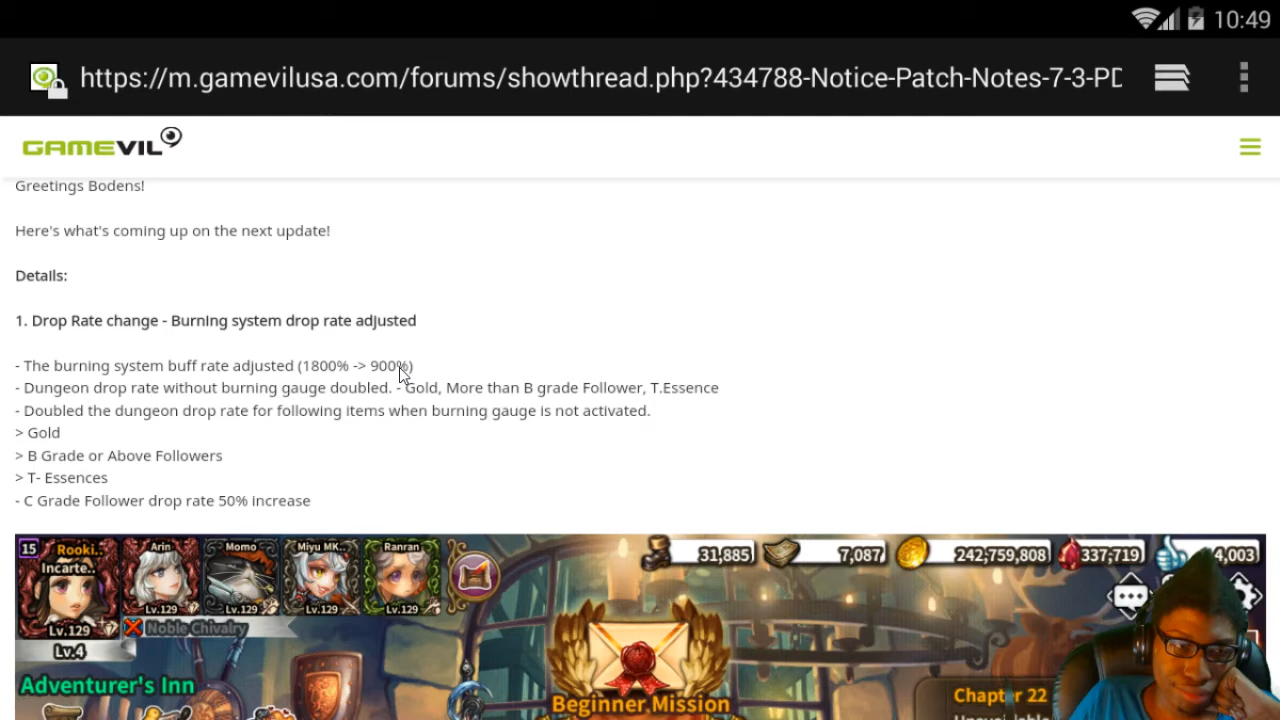 10:49
https://m.gamevilusa.com/forums/showthread.php?434788-Notice-Patch-Notes-7-3-PD
GAMEVIL
Greetings Bodens!
Here's what's coming up on the next update!
Details:
1. Drop Rate change - Burning system drop rate adjusted
- The burning system buff rate adjusted (1800% -> 900%)
- Dungeon drop rate without burning gauge doubled. - Gold, More than B grade Follower, T.Essence
- Doubled the dungeon drop rate for following items when burning gauge is not activated.
> Gold
> B Grade or Above Followers
> T- Essences
- C Grade Follower drop rate 50% increase
15 Rooki.. Arin Momo Miyu MK.. Ranran 31,885 7,087 242,759,808 337,719 4,003
Incarte..
Lv.129 Lv.129 Lv.129 Lv.129 Lv.129
Noble Chivalry
Lv.4
Adventurer's Inn
Beginner Mission
Chapter 22